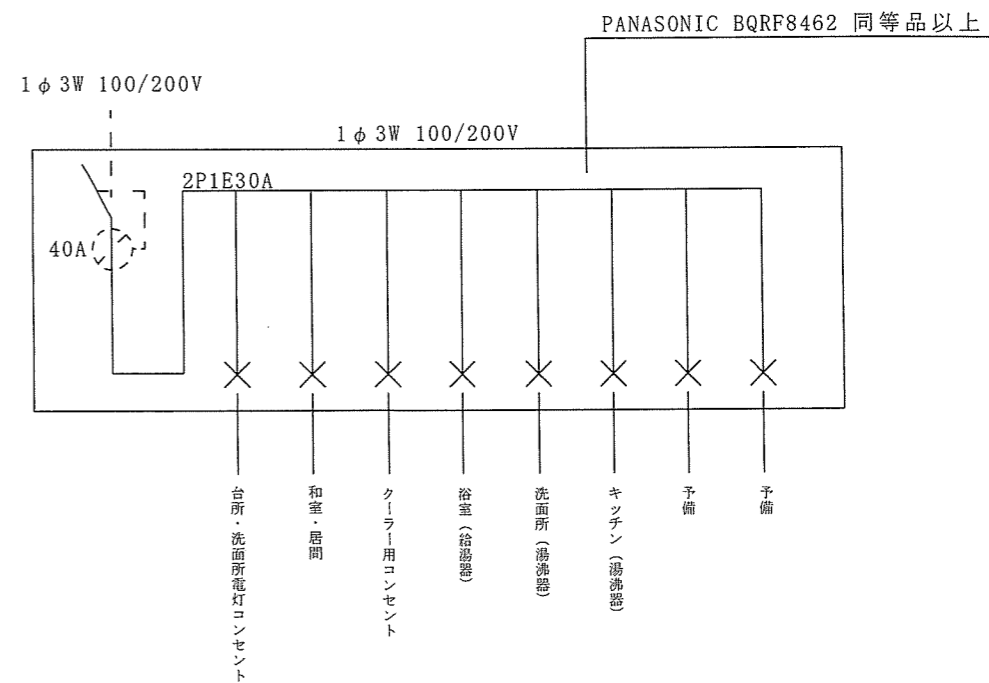 PANASONIC BQRF8462 同等品以上
1φ3W 100/200V
1φ3W 100/200V
2P1E30A
40A
台所・洗面所電灯コンセント
和室・居間
クーラー用コンセント
浴室（給湯器）
洗面所（湯沸器）
キッチン（湯沸器）
予備
予備